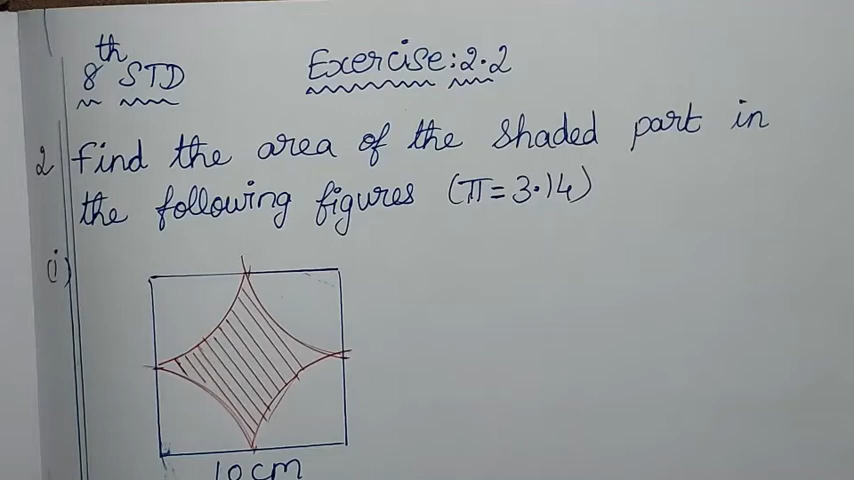 8th STD Exercise: 2.2
2 Find the area of the shaded part in
the following figures (π = 3.14)
(i)
10cm